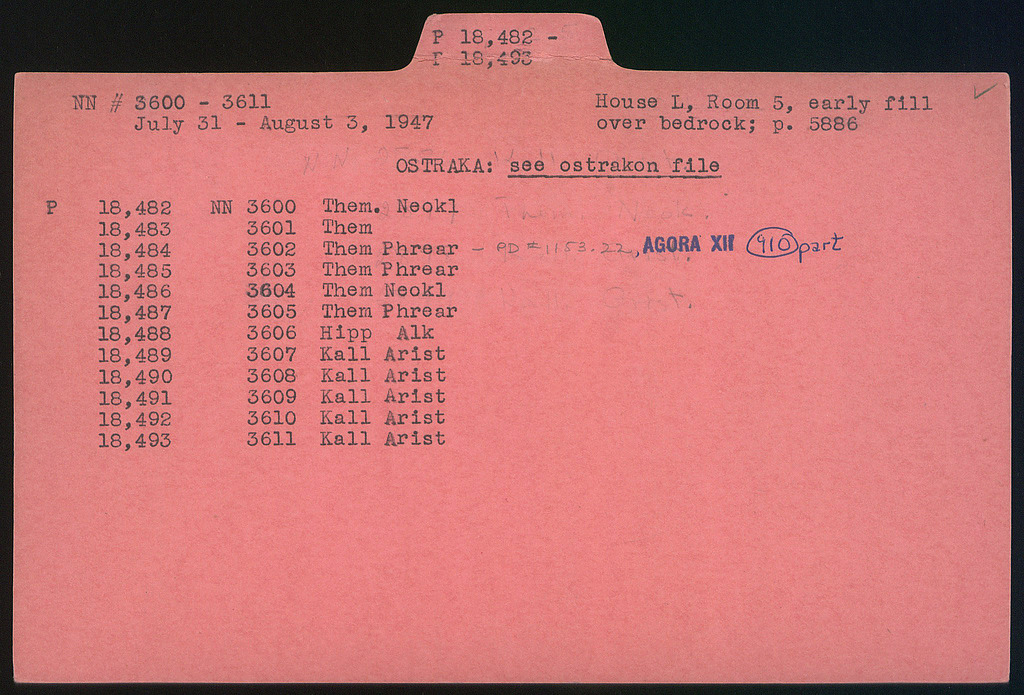 P 18,482 -
P 18,493
NN # 3600 - 3611
July 31 - August 3, 1947
House L, Room 5, early fill
over bedrock; p. 5886
OSTRAKA: see ostrakon file
P 18,482 NN 3600 Them. Neokl
18,483 3601 Them
18,484 3602 Them Phrear - PD #1153.22, AGORA XII 910 part
18,485 3603 Them Phrear
18,486 3604 Them Neokl
18,487 3605 Them Phrear
18,488 3606 Hipp Alk
18,489 3607 Kall Arist
18,490 3608 Kall Arist
18,491 3609 Kall Arist
18,492 3610 Kall Arist
18,493 3611 Kall Arist